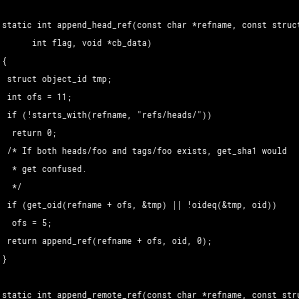 static int append_head_ref(const char *refname, const struct
int flag, void *cb_data)
{
struct object_id tmp;
int ofs = 11;
if (!starts_with(refname, "refs/heads/"))
return 0;
/* If both heads/foo and tags/foo exists, get_sha1 would
* get confused.
*/
if (get_oid(refname + ofs, &tmp) || !oideq(&tmp, oid))
ofs = 5;
return append_ref(refname + ofs, oid, 0);
}
static int append_remote_ref(const char *refname, const stru